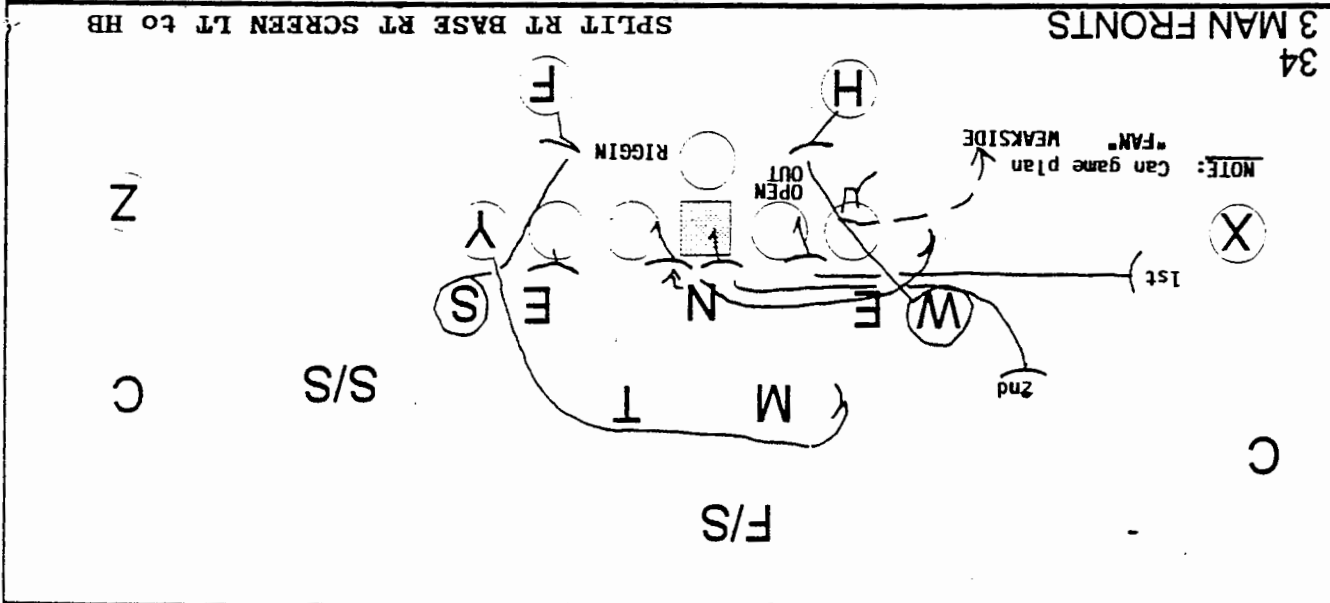 F/S
C
2nd M T S/S C
W E N E S
1st
X Y Z
OPEN
OUT
NOTE: Can game plan
"FAN" WEAKSIDE
RIGGIN
H F
34
3 MAN FRONTS
SPLIT RT BASE RT SCREEN LT to HB